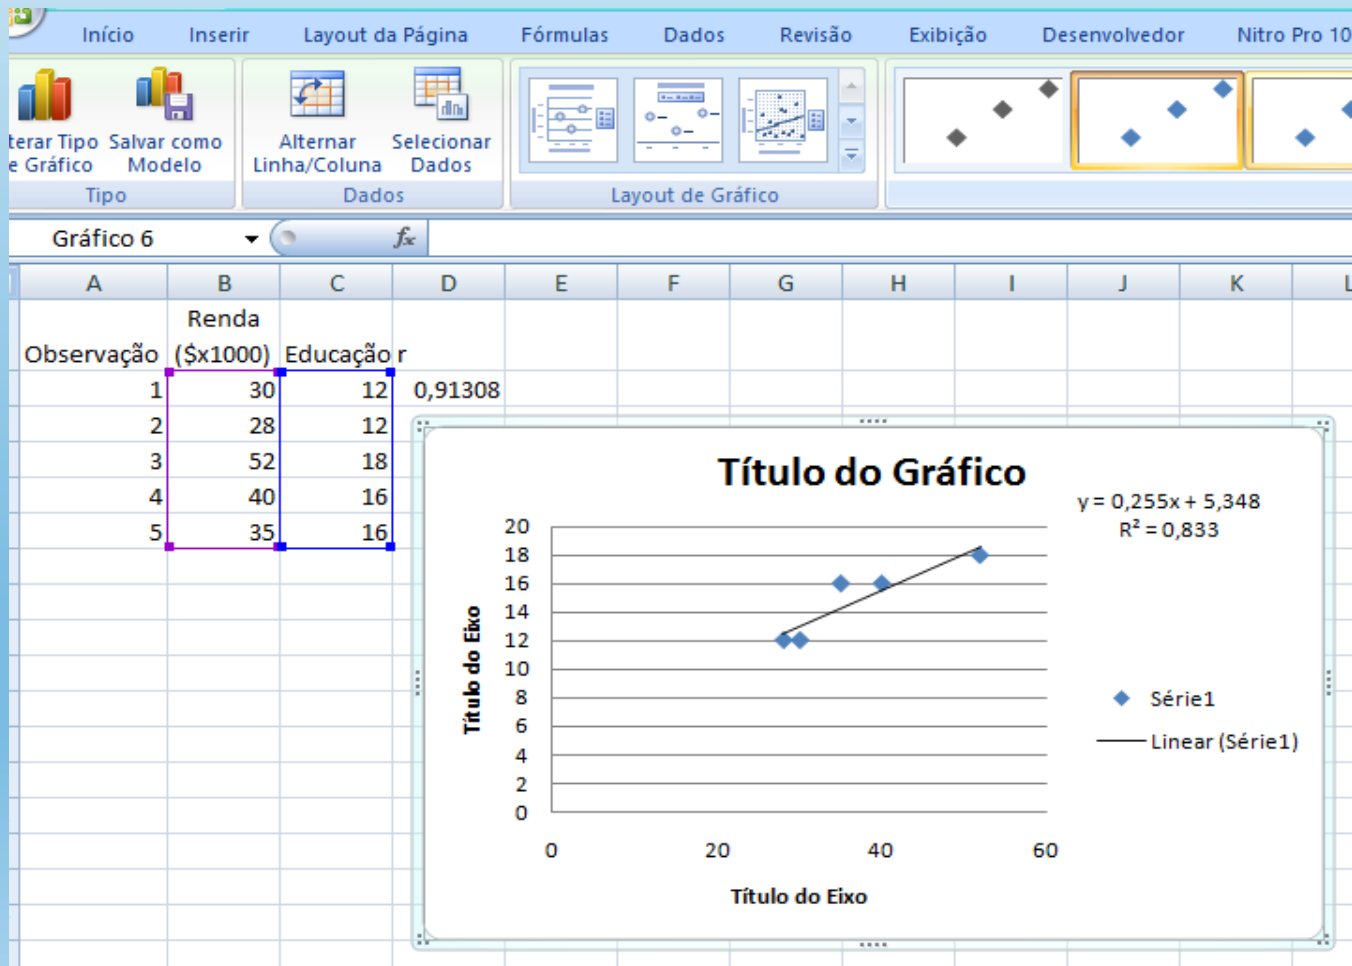 Início Inserir Layout da Página Fórmulas Dados Revisão Exibição Desenvolvedor Nitro Pro 10
terar Tipo
e Gráfico
Salvar como
Modelo
Alternar
Linha/Coluna
Selecionar
Dados
Tipo Dados Layout de Gráfico
Gráfico 6 fx
A B C D E F G H I J K L
Observação Renda
($x1000) Educação r
1 30 12 0,91308
2 28 12
3 52 18
4 40 16
5 35 16
Título do Gráfico
y = 0,255x + 5,348
R² = 0,833
20
18
16
14
12
10
8
6
4
2
0
Título do Eixo
0 20 40 60
Título do Eixo
Série1
Linear (Série1)